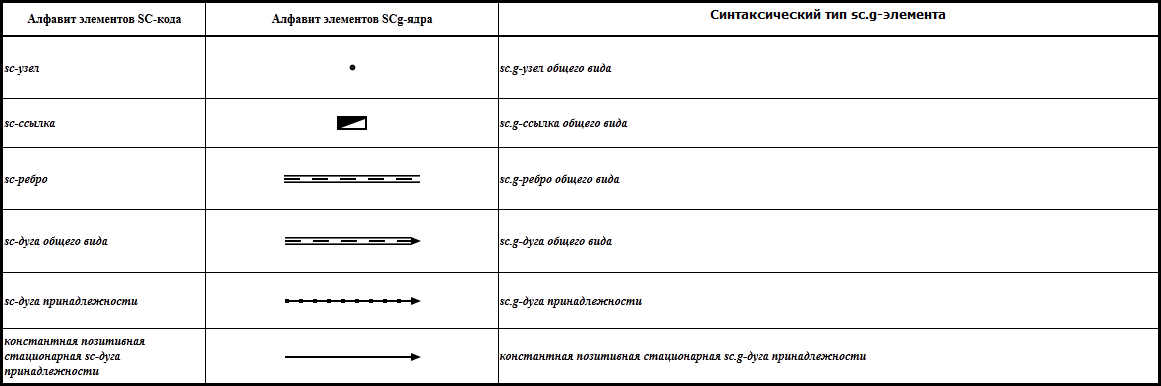 Алфавит элементов SC-кода
Алфавит элементов SCg-ядра
Синтаксический тип sc.g-элемента
sc-узел
sc.g-узел общего вида
sc-ссылка
sc.g-ссылка общего вида
sc-ребро
sc.g-ребро общего вида
sc-дуга общего вида
sc.g-дуга общего вида
sc-дуга принадлежности
sc.g-дуга принадлежности
константная позитивная
стационарная sc-дуга
принадлежности
константная позитивная стационарная sc.g-дуга принадлежности